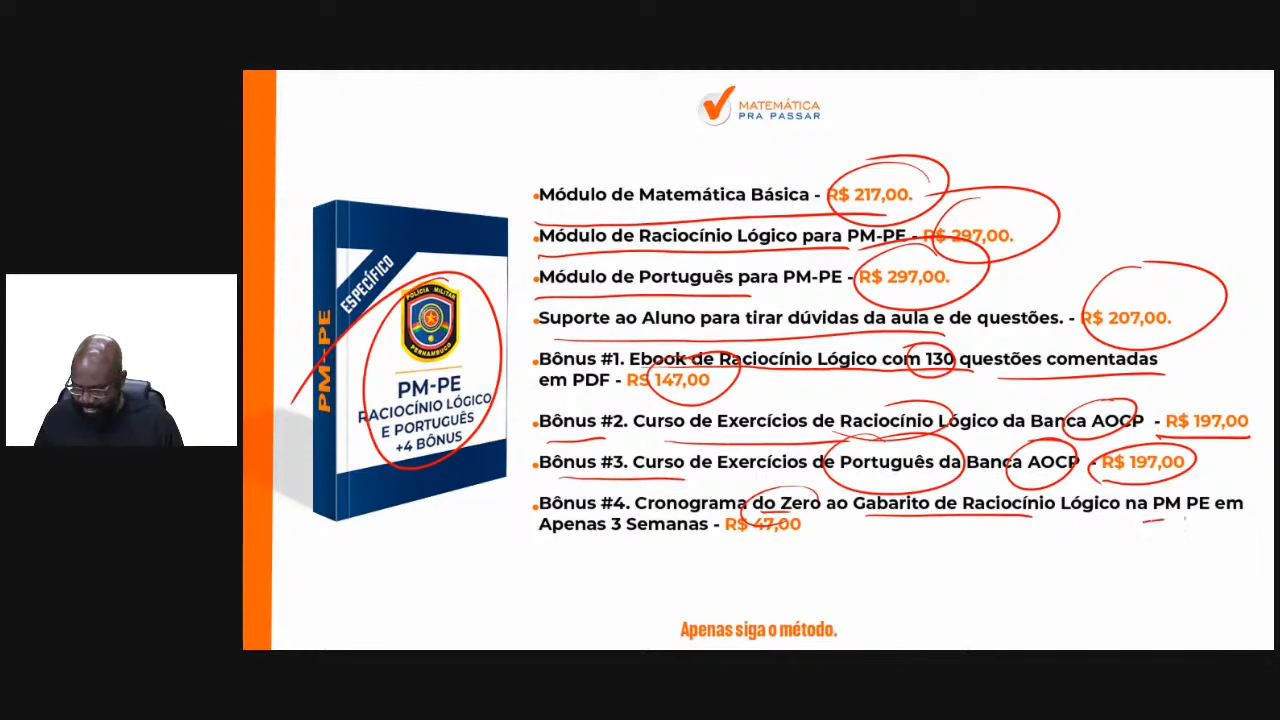 MATEMÁTICA
PRA PASSAR
•Módulo de Matemática Básica - R$ 217,00.
•Módulo de Raciocínio Lógico para PM-PE - R$ 297,00.
•Módulo de Português para PM-PE - R$ 297,00.
•Suporte ao Aluno para tirar dúvidas da aula e de questões. - R$ 207,00.
•Bônus #1. Ebook de Raciocínio Lógico com 130 questões comentadas
em PDF - R$ 147,00
•Bônus #2. Curso de Exercícios de Raciocínio Lógico da Banca AOCP - R$ 197,00
•Bônus #3. Curso de Exercícios de Português da Banca AOCP - R$ 197,00
•Bônus #4. Cronograma do Zero ao Gabarito de Raciocínio Lógico na PM PE em
Apenas 3 Semanas - R$ 47,00
ESPECÍFICO
PM-PE
POLÍCIA MILITAR
PERNAMBUCO
PM-PE
RACIOCÍNIO LÓGICO
E PORTUGUÊS
+4 BÔNUS
Apenas siga o método.